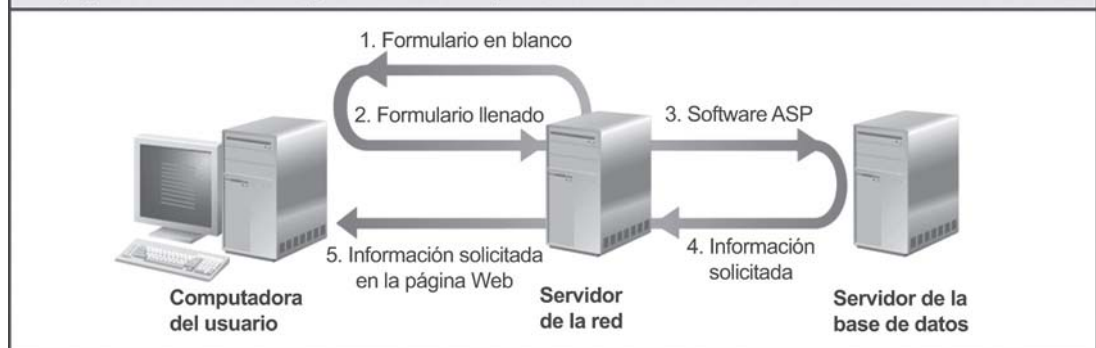 1. Formulario en blanco
2. Formulario llenado
3. Software ASP
5. Información solicitada
en la página Web
4. Información
solicitada
Computadora
del usuario
Servidor
de la red
Servidor de la
base de datos